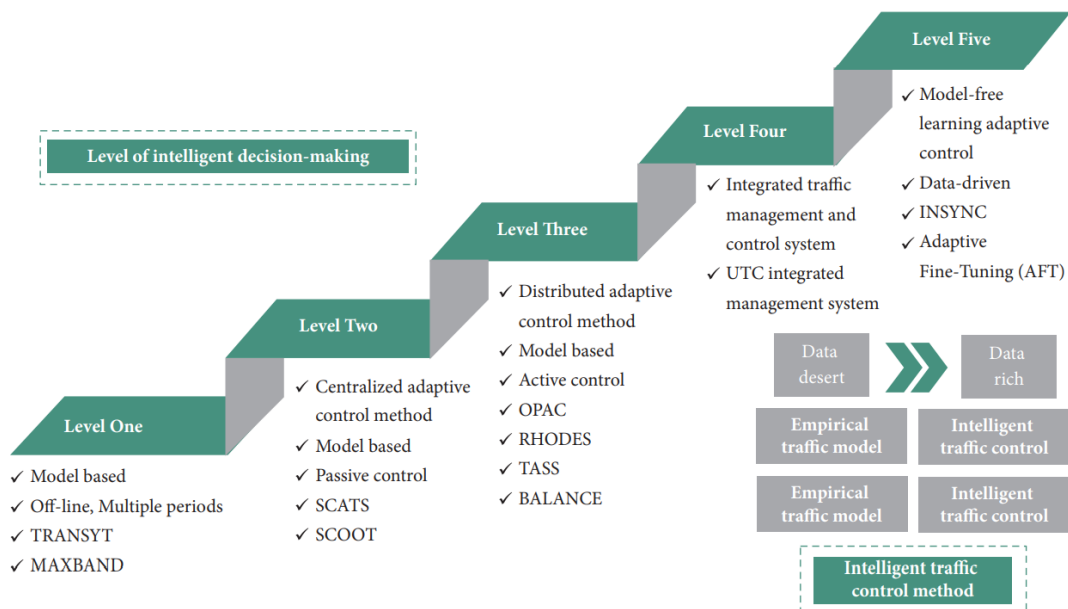 Level of intelligent decision-making
Level One
✓ Model based
✓ Off-line, Multiple periods
✓ TRANSYT
✓ MAXBAND
Level Two
✓ Centralized adaptive
control method
✓ Model based
✓ Passive control
✓ SCATS
✓ SCOOT
Level Three
✓ Distributed adaptive
control method
✓ Model based
✓ Active control
✓ OPAC
✓ RHODES
✓ TASS
✓ BALANCE
Level Four
✓ Integrated traffic
management and
control system
✓ UTC integrated
management system
Level Five
✓ Model-free
learning adaptive
control
✓ Data-driven
✓ INSYNC
✓ Adaptive
Fine-Tuning (AFT)
Data
desert
Data
rich
Empirical
traffic model
Intelligent
traffic control
Empirical
traffic model
Intelligent
traffic control
Intelligent traffic
control method